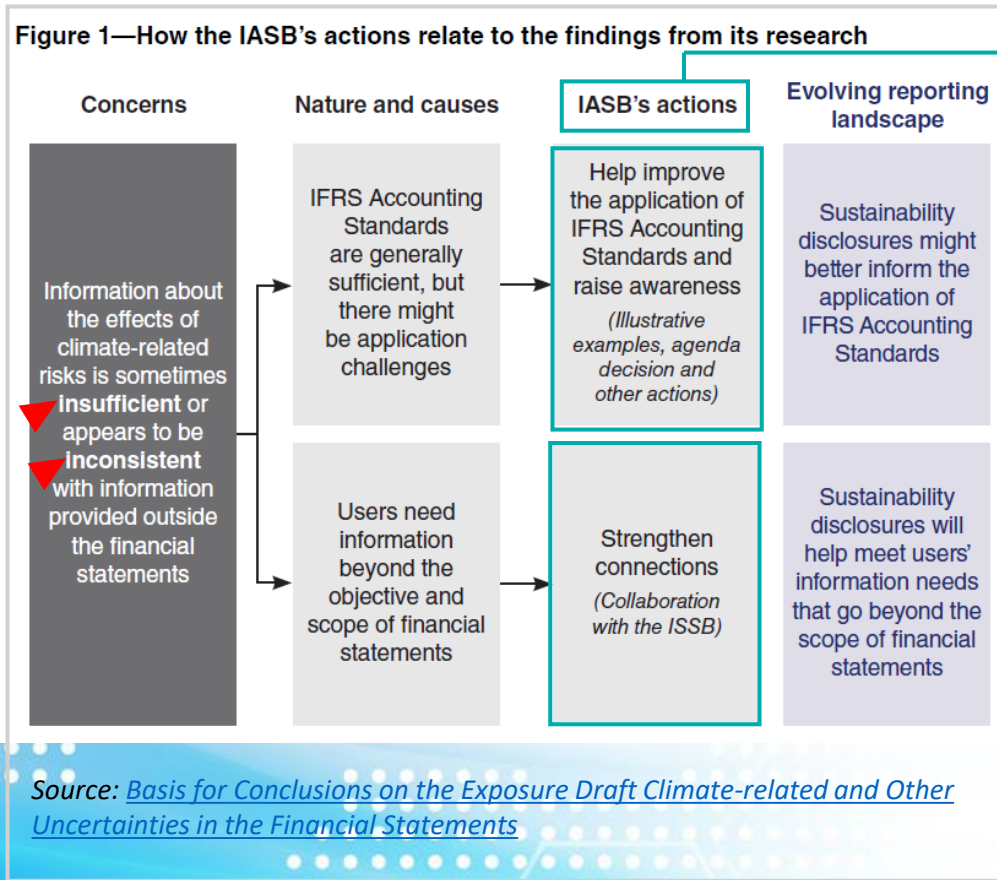 Figure 1—How the IASB's actions relate to the findings from its research
Concerns
Nature and causes
IASB's actions
Evolving reporting
landscape
Information about
the effects of
climate-related
risks is sometimes
insufficient or
appears to be
inconsistent
with information
provided outside
the financial
statements
IFRS Accounting
Standards
are generally
sufficient, but
there might
be application
challenges
Help improve
the application of
IFRS Accounting
Standards and
raise awareness
(Illustrative
examples, agenda
decision and
other actions)
Sustainability
disclosures might
better inform the
application of
IFRS Accounting
Standards
Users need
information
beyond the
objective and
scope of financial
statements
Strengthen
connections
(Collaboration
with the ISSB)
Sustainability
disclosures will
help meet users'
information needs
that go beyond the
scope of financial
statements
Source: Basis for Conclusions on the Exposure Draft Climate-related and Other
Uncertainties in the Financial Statements